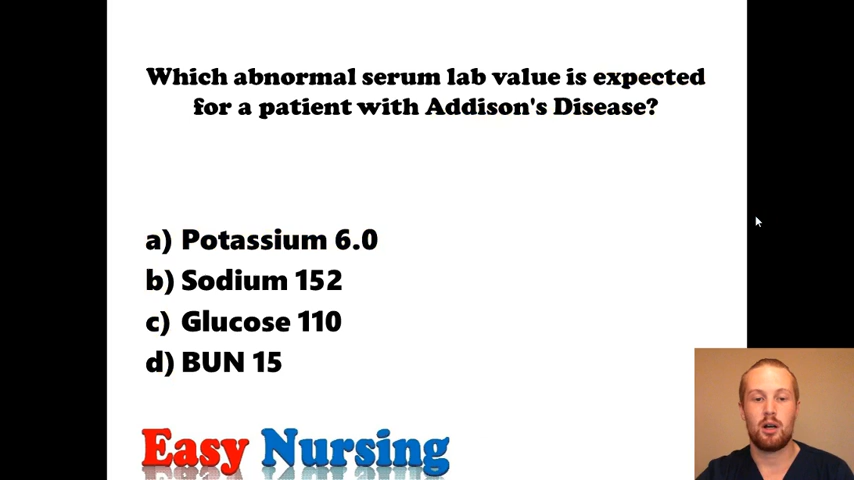 Which abnormal serum lab value is expected
for a patient with Addison's Disease?
a) Potassium 6.0
b) Sodium 152
c) Glucose 110
d) BUN 15
Easy Nursing